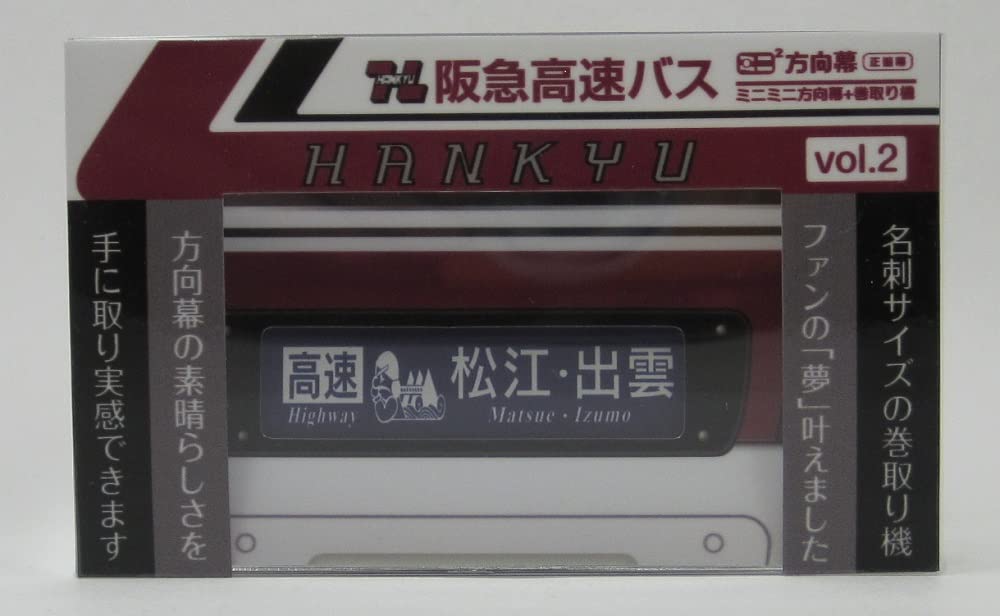 HANKYU
阪急高速バス
方向幕
ミニミニ方向幕+巻取り機
HANKYU
vol.2
名刺サイズの巻取り機
ファンの「夢」叶えました
方向幕の素晴らしさを
手に取り実感できます
高速
Highway
松江・出雲
Matsue・Izumo